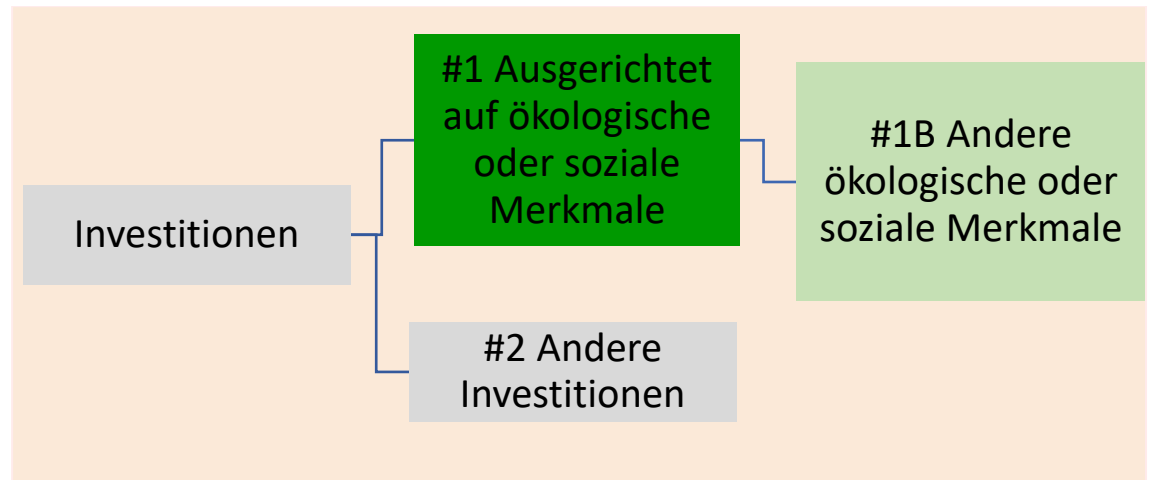 #1 Ausgerichtet
auf ökologische
oder soziale
Merkmale
#1B Andere
ökologische oder
soziale Merkmale
Investitionen
#2 Andere
Investitionen